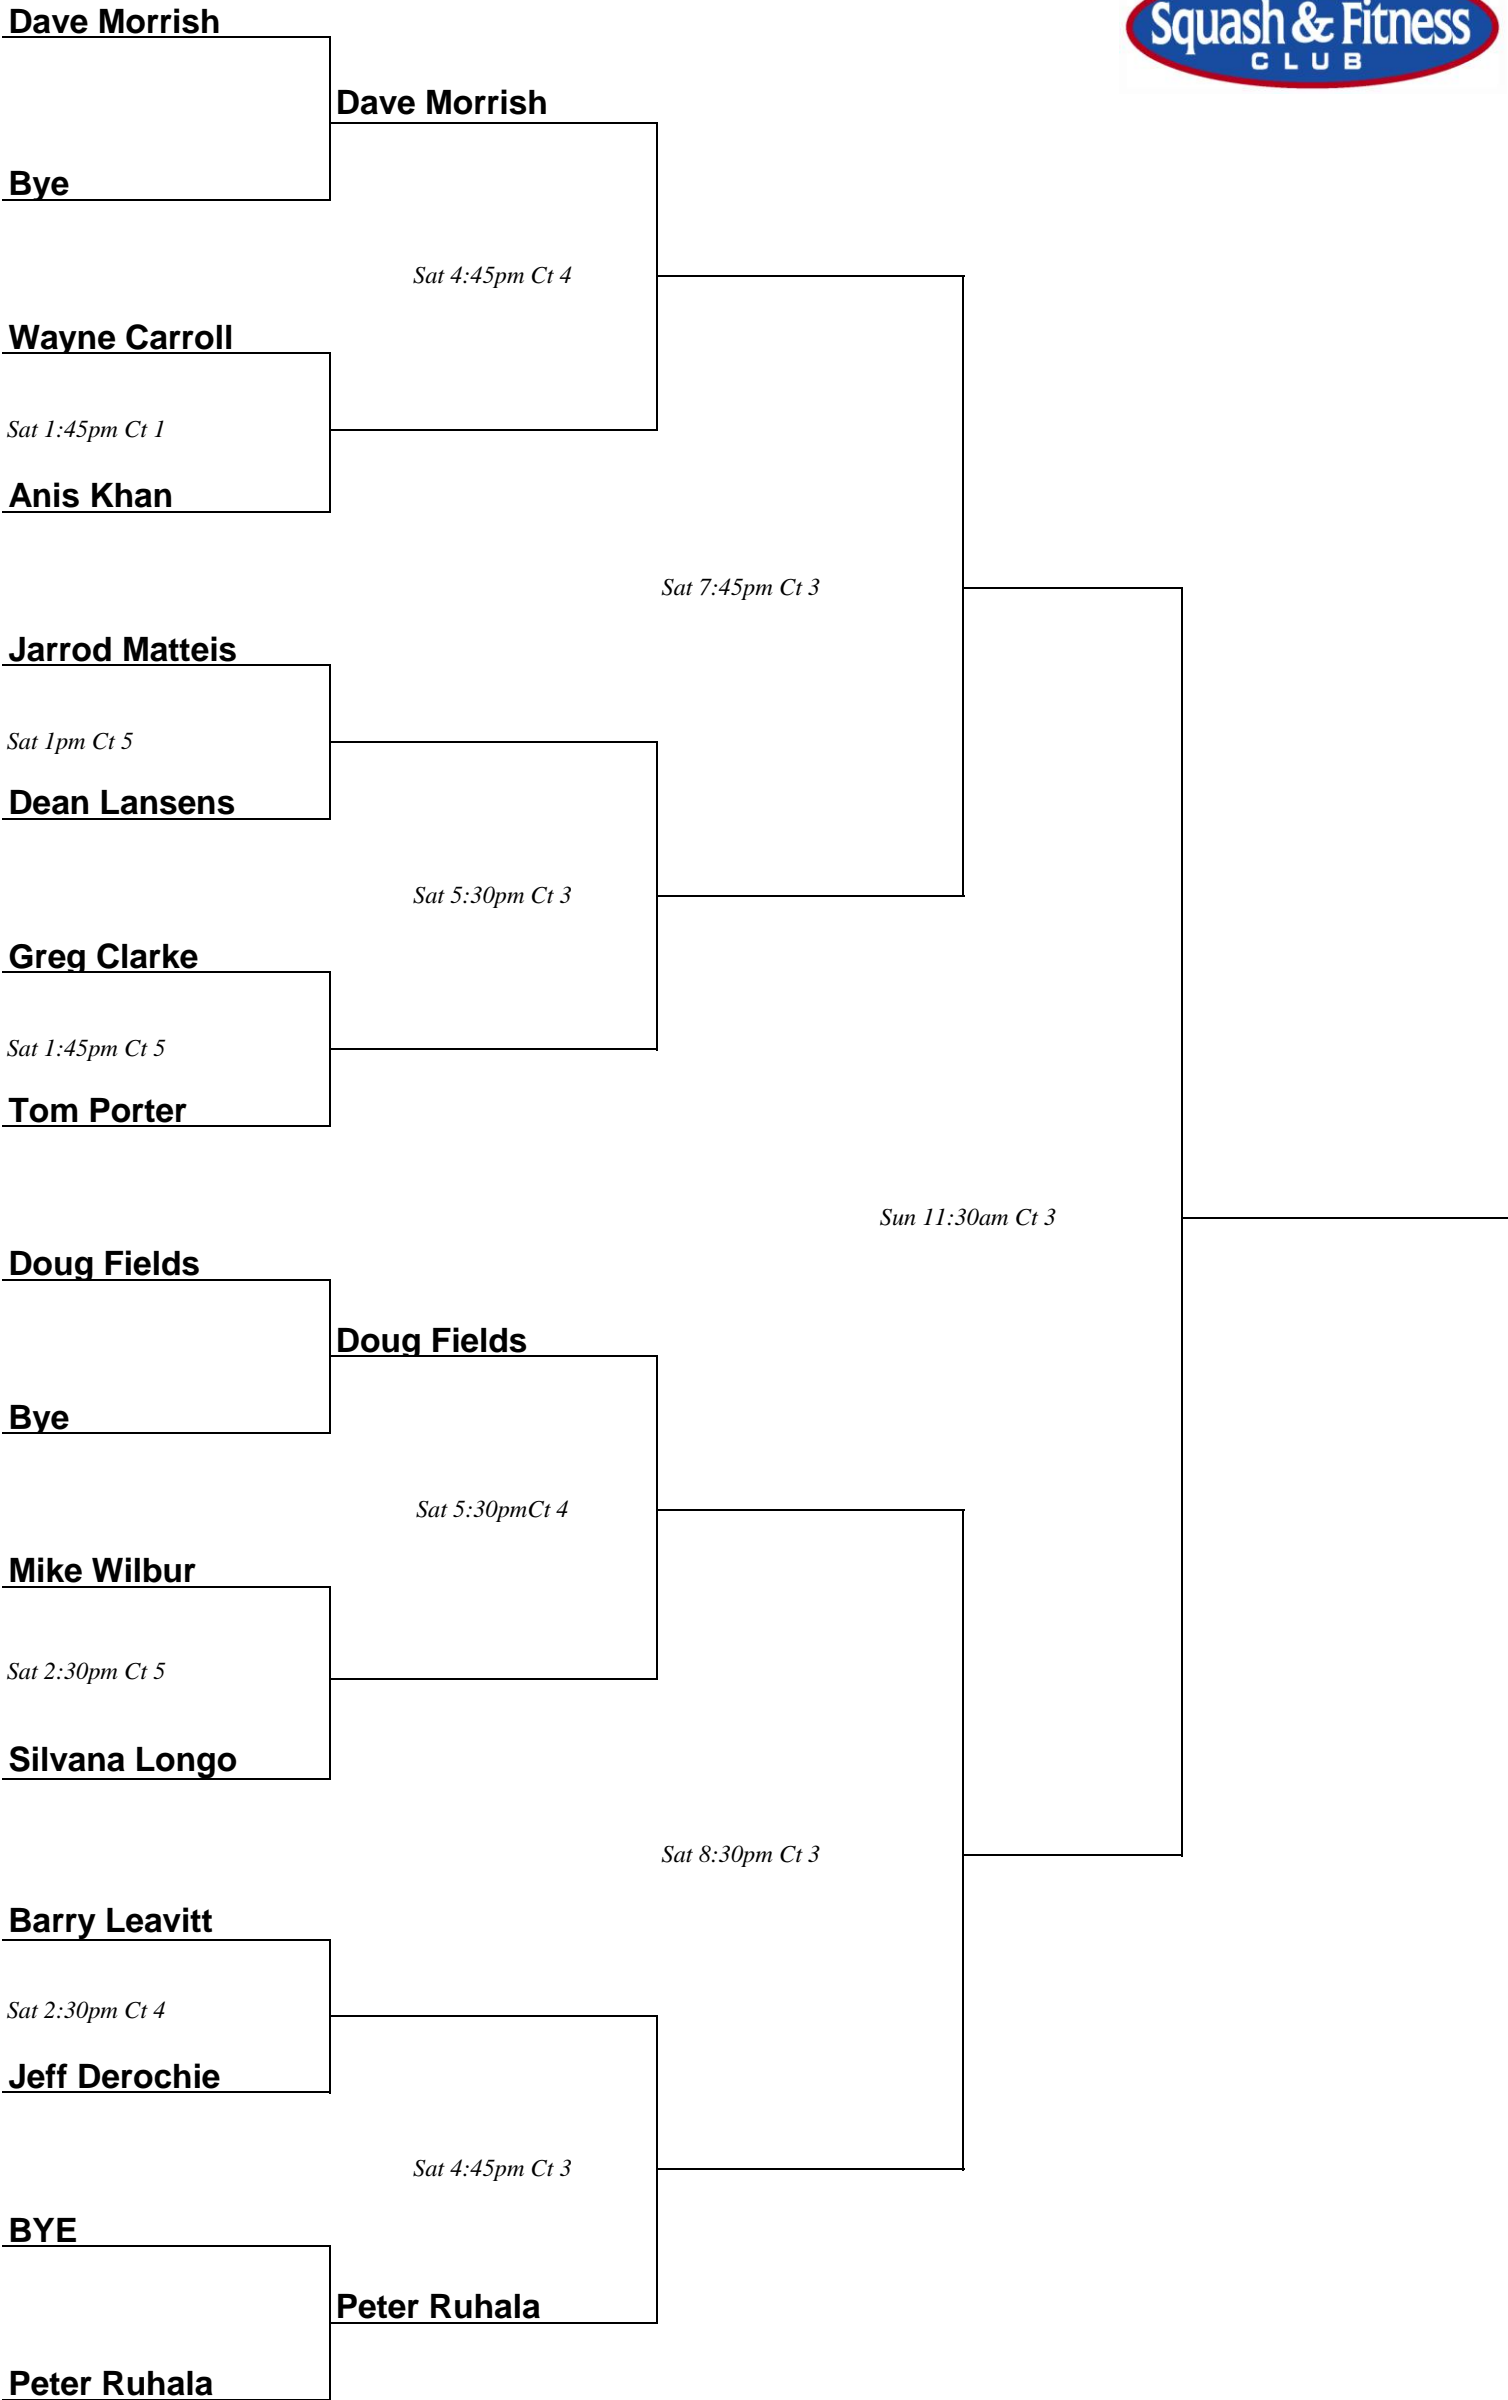 Dave Morrish
Squash & Fitness
CLUB
Dave Morrish
Bye
Sat 4:45pm Ct 4
Wayne Carroll
Sat 1:45pm Ct 1
Anis Khan
Sat 7:45pm Ct 3
Jarrod Matteis
Sat 1pm Ct 5
Dean Lansens
Sat 5:30pm Ct 3
Greg Clarke
Sat 1:45pm Ct 5
Tom Porter
Sun 11:30am Ct 3
Doug Fields
Doug Fields
Bye
Sat 5:30pmCt 4
Mike Wilbur
Sat 2:30pm Ct 5
Silvana Longo
Sat 8:30pm Ct 3
Barry Leavitt
Sat 2:30pm Ct 4
Jeff Derochie
Sat 4:45pm Ct 3
BYE
Peter Ruhala
Peter Ruhala